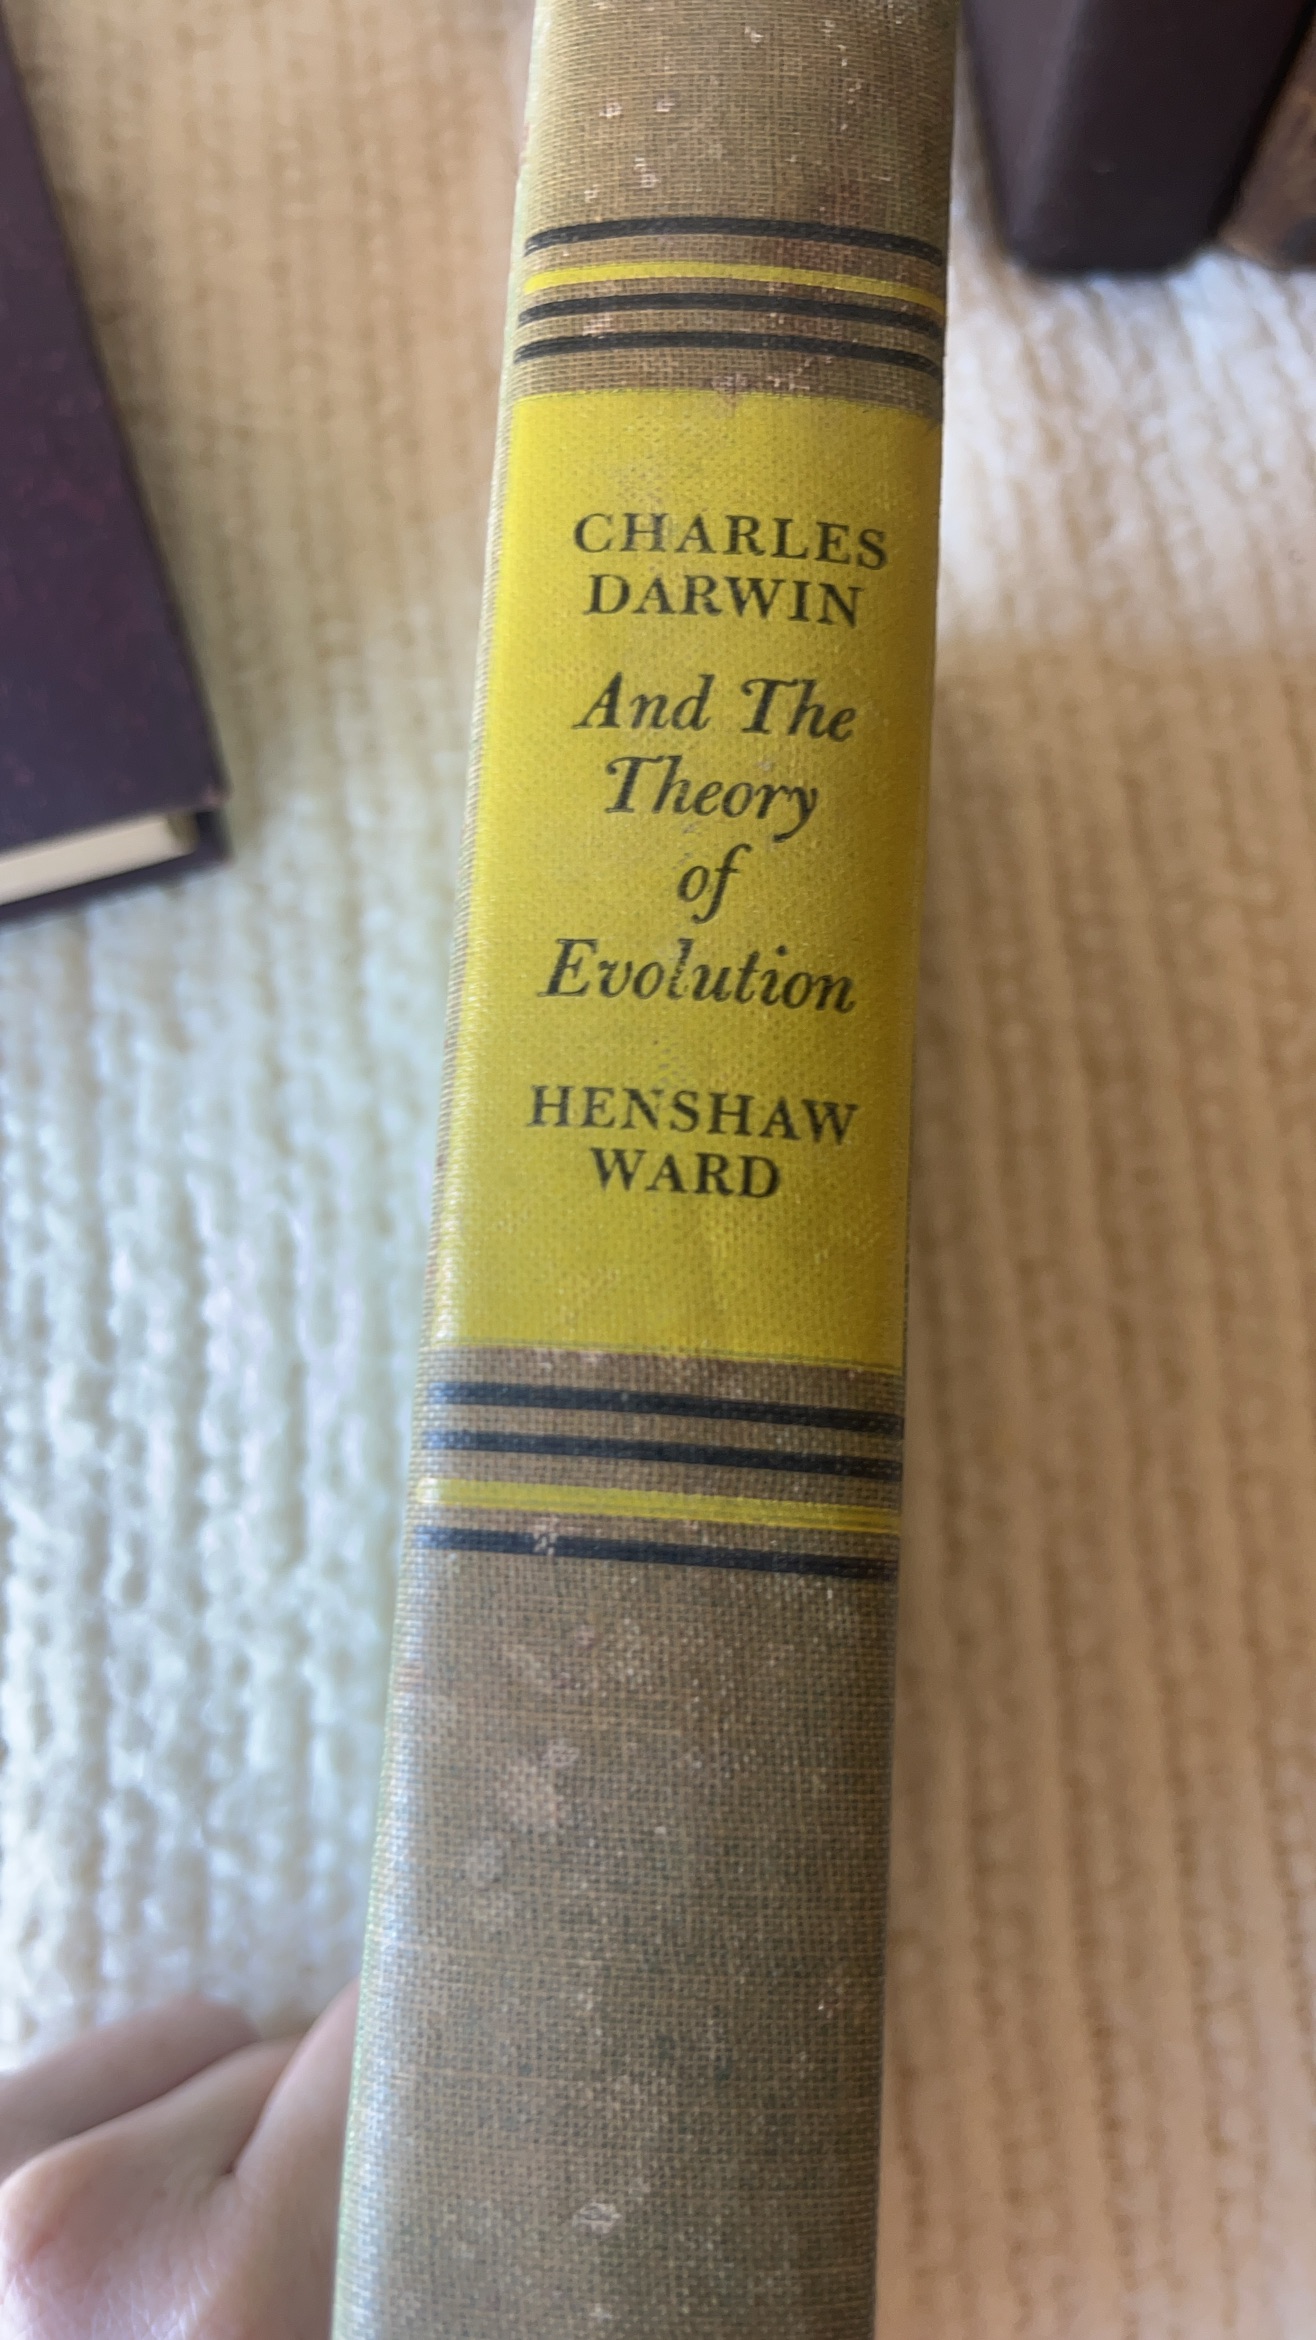 CHARLES
DARWIN
And The
Theory
of
Evolution
HENSHAW
WARD